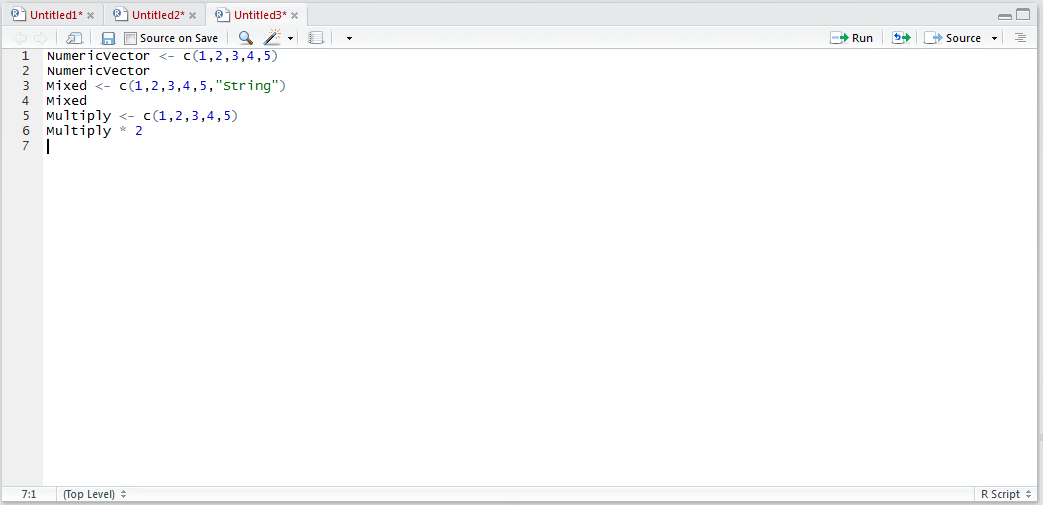 Untitled1* Untitled2* Untitled3*
Source on Save Run Source
1 NumericVector <- c(1,2,3,4,5)
2 NumericVector
3 Mixed <- c(1,2,3,4,5,"String")
4 Mixed
5 Multiply <- c(1,2,3,4,5)
6 Multiply * 2
7
7:1 (Top Level) R Script